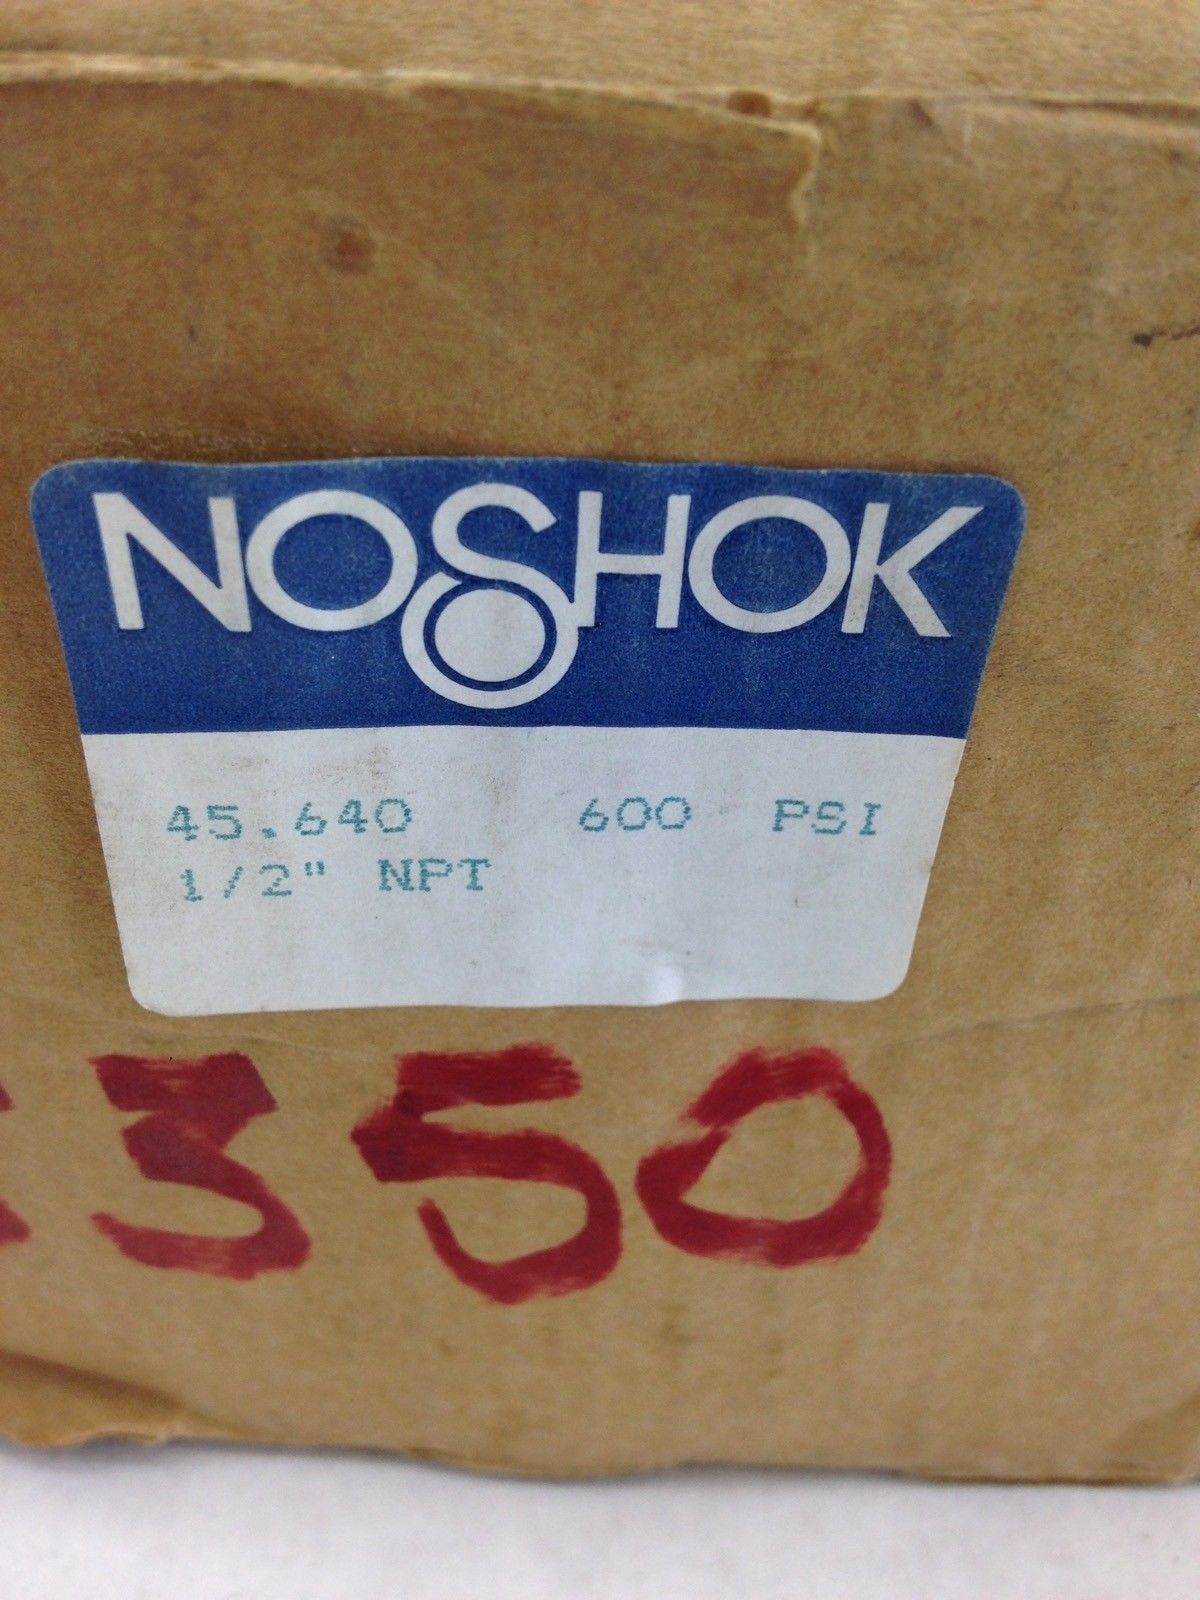 NOSHOK
45.640 600 PSI
1/2" NPT
350